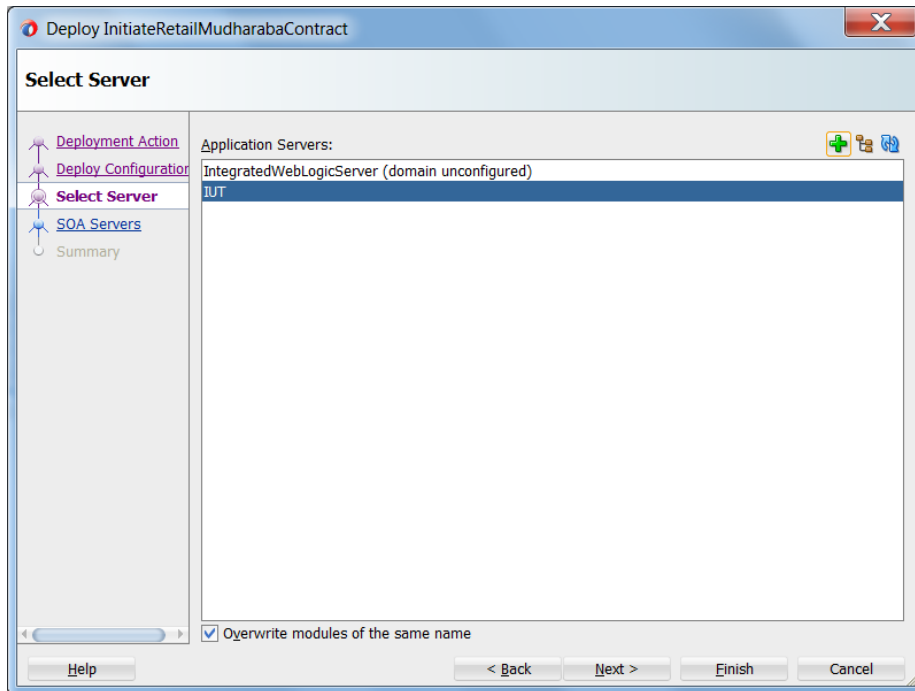 Deploy InitiateRetailMudharabaContract
Select Server
Deployment Action
Deploy Configuration
Select Server
SOA Servers
Summary
Application Servers:
IntegratedWebLogicServer (domain unconfigured)
IUT
Overwrite modules of the same name
Help
< Back
Next >
Finish
Cancel